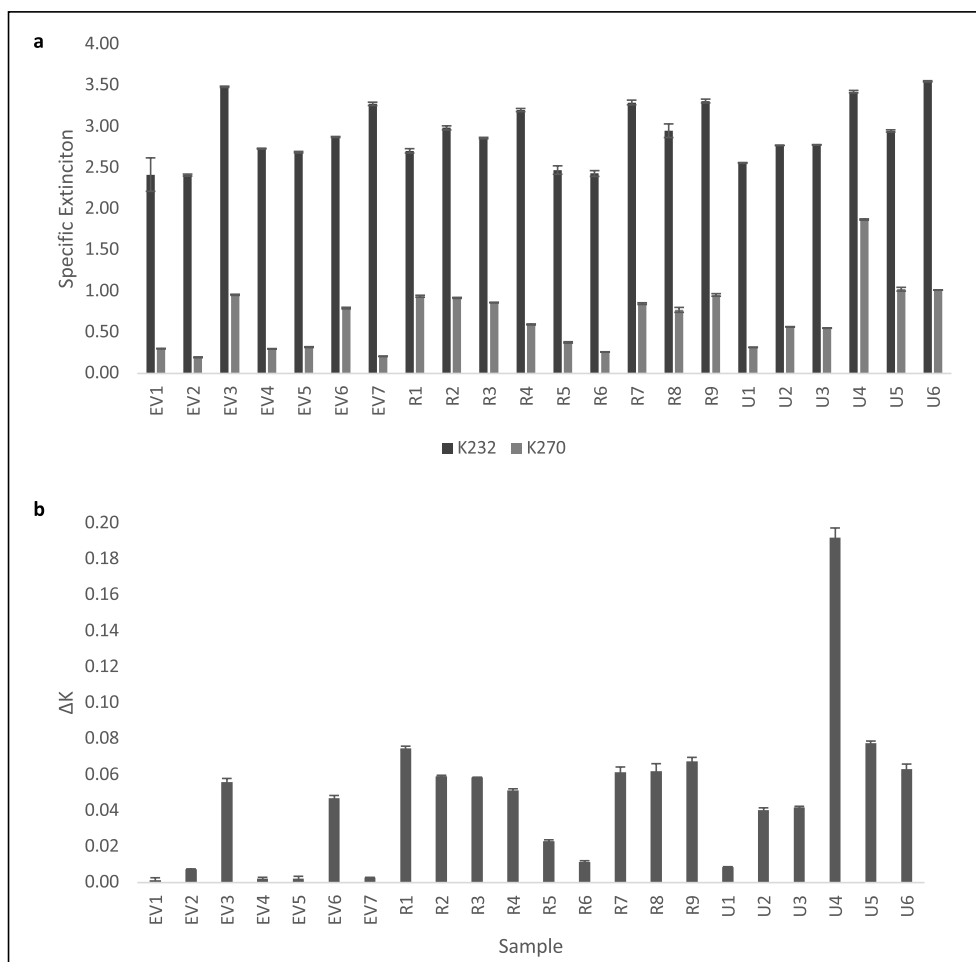 a
4.00
3.50
3.00
2.50
2.00
1.50
1.00
0.50
0.00
Specific Extinciton
EV1 EV2 EV3 EV4 EV5 EV6 EV7 R1 R2 R3 R4 R5 R6 R7 R8 R9 U1 U2 U3 U4 U5 U6
K232 K270
b
0.20
0.18
0.16
0.14
0.12
0.10
0.08
0.06
0.04
0.02
0.00
ΔK
EV1 EV2 EV3 EV4 EV5 EV6 EV7 R1 R2 R3 R4 R5 R6 R7 R8 R9 U1 U2 U3 U4 U5 U6
Sample